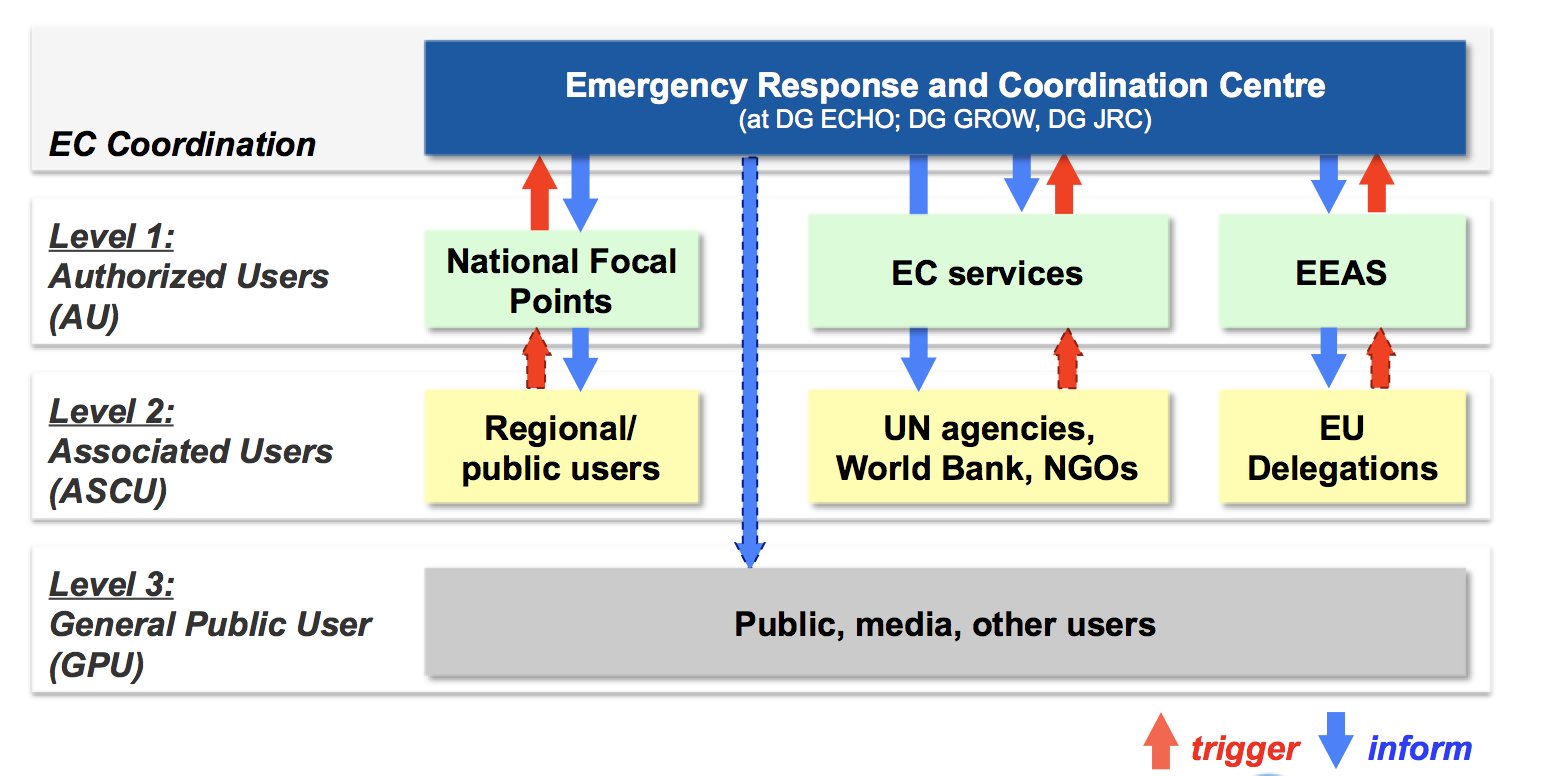 Emergency Response and Coordination Centre
(at DG ECHO; DG GROW, DG JRC)
EC Coordination
Level 1:
Authorized Users
(AU)
National Focal
Points
EC services
EEAS
Level 2:
Associated Users
(ASCU)
Regional/
public users
UN agencies,
World Bank, NGOs
EU
Delegations
Level 3:
General Public User
(GPU)
Public, media, other users
trigger
inform